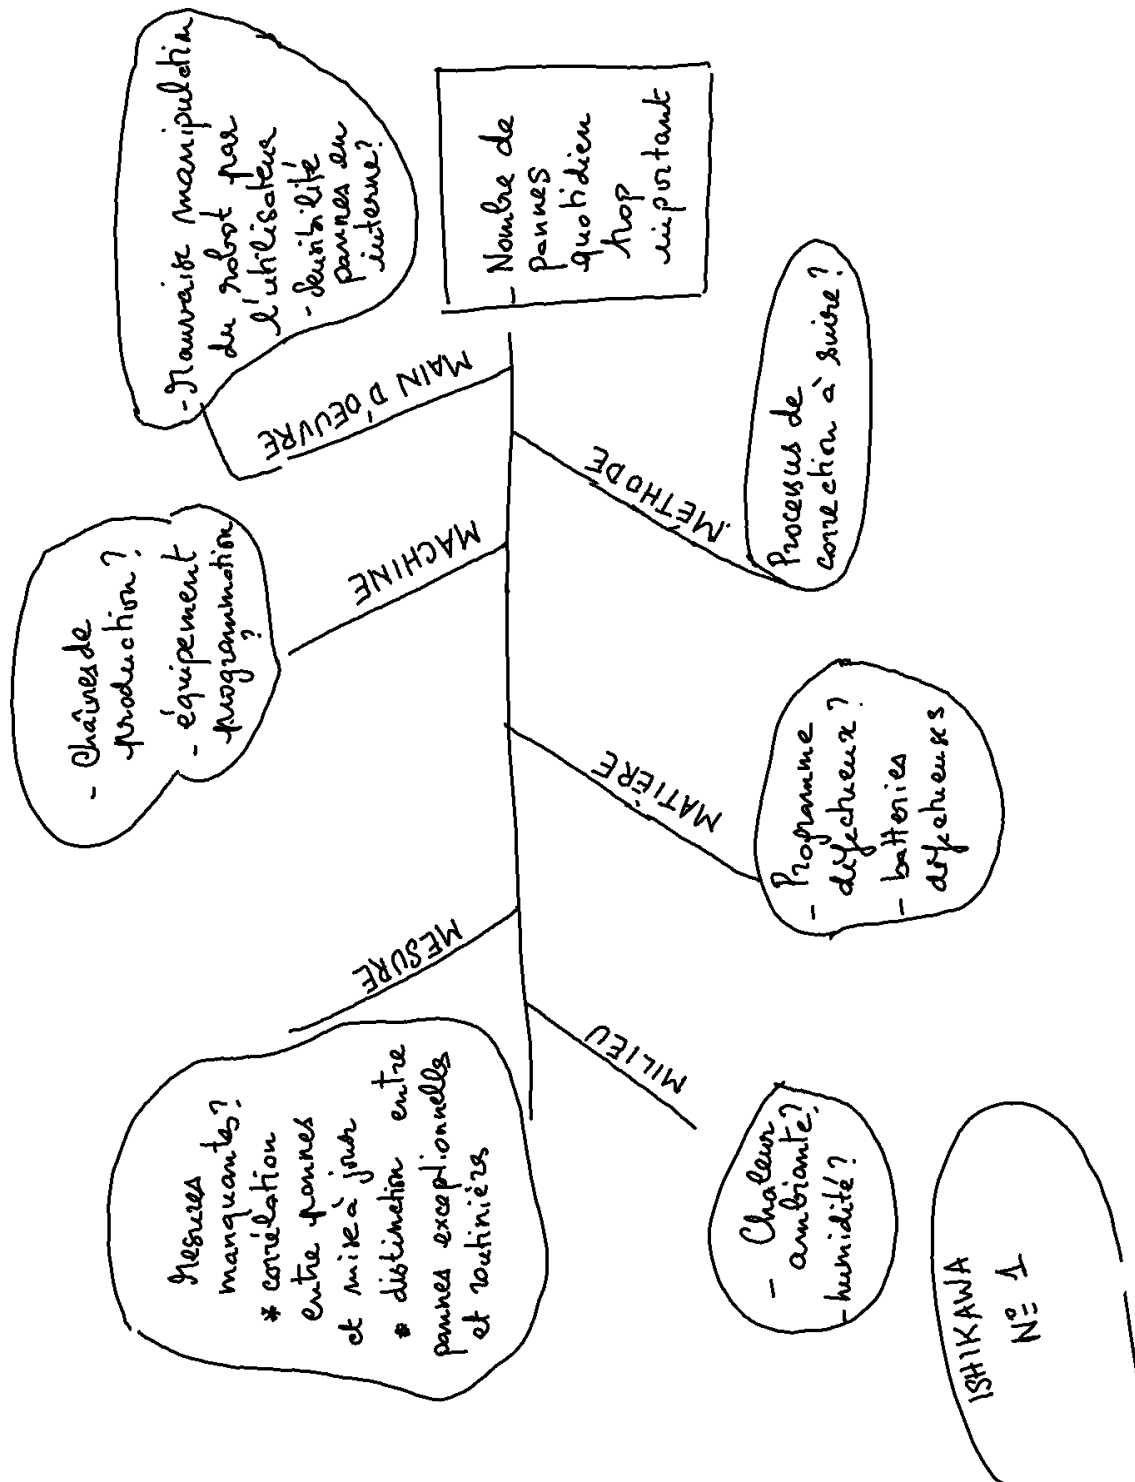 Mesures
manquantes?
* corrélation
entre pannes
et mise à jour
* distinction entre
pannes exceptionnelles
et routinières
MESURE
- Chaînes de
production?
- équipement
programmation
?
MACHINE
- Mauvaise manipulation
du robot par
l'utilisateur
- Sensibilité
pannes en
interne?
MAIN D'OEUVRE
- Nombre de
pannes
quotidien
trop
important
MILIEU
- Chaleur
ambiante?
- humidité?
MATIÈRE
- Programme
défectueux?
- batteries
défectueuses
MÉTHODE
Processus de
correction à suivre?
ISHIKAWA
N° 1